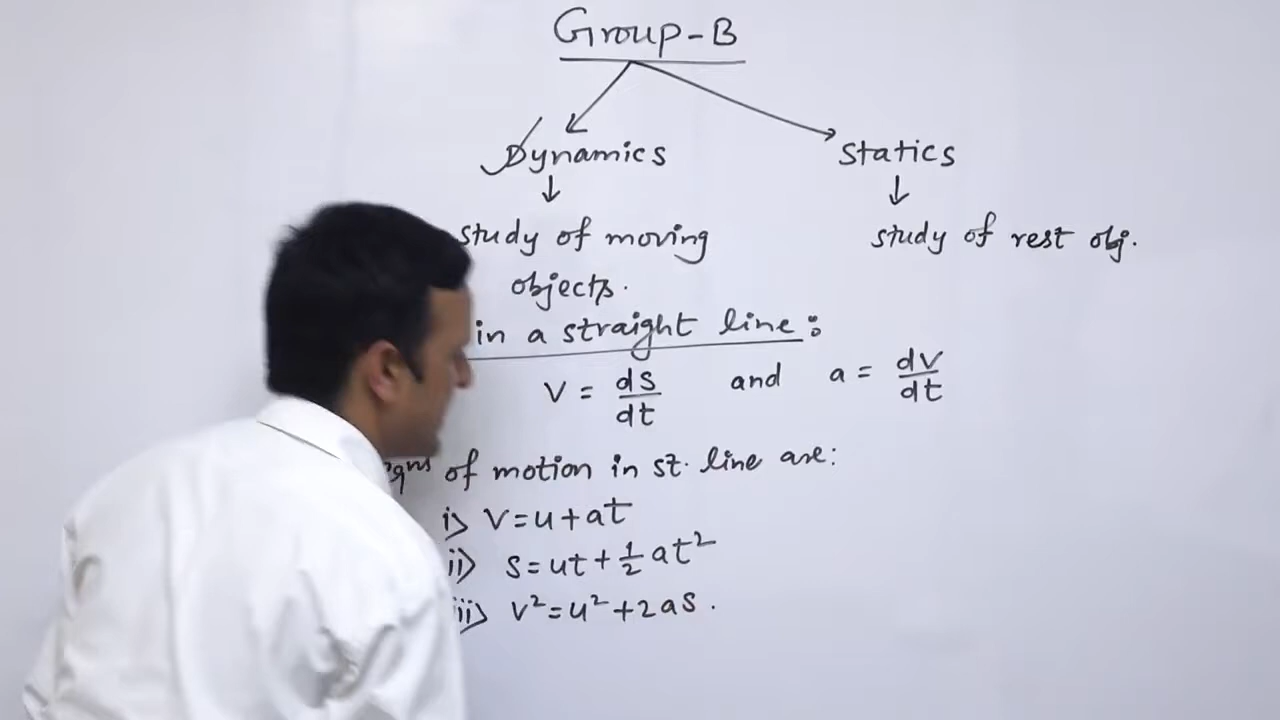 Group-B
Dynamics
Statics
study of moving
objects.
study of rest obj.
in a straight line:
V = ds/dt and a = dv/dt
of motion in st. line are:
i) V=u+at
ii) s=ut+½at²
iii) V²=u²+2as.